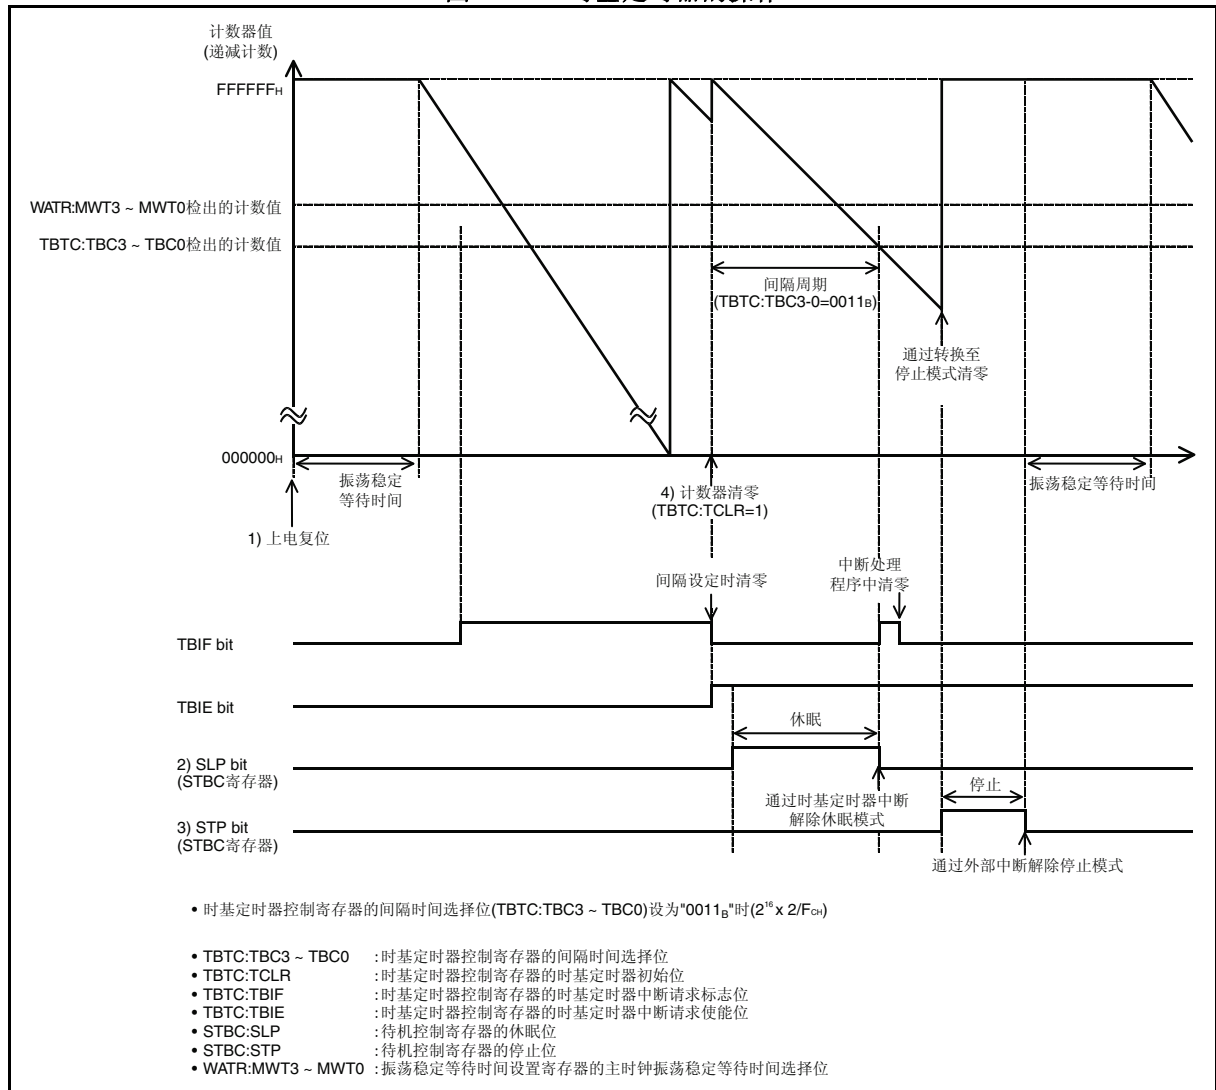 计数器值
(递减计数)
FFFFFFH
WATR:MWT3 ~ MWT0检出的计数值
TBTC:TBC3 ~ TBC0检出的计数值
间隔周期
(TBTC:TBC3-0=0011B)
通过转换至
停止模式清零
000000H
振荡稳定
等待时间
4) 计数器清零
(TBTC:TCLR=1)
振荡稳定等待时间
1) 上电复位
间隔设定时清零
中断处理
程序中清零
TBIF bit
TBIE bit
休眠
2) SLP bit
(STBC寄存器)
通过时基定时器中断
解除休眠模式
停止
3) STP bit
(STBC寄存器)
通过外部中断解除停止模式
• 时基定时器控制寄存器的间隔时间选择位(TBTC:TBC3 ~ TBC0)设为"0011B"时(2¹⁶ x 2/FCH)
• TBTC:TBC3 ~ TBC0 :时基定时器控制寄存器的间隔时间选择位
• TBTC:TCLR :时基定时器控制寄存器的时基定时器初始位
• TBTC:TBIF :时基定时器控制寄存器的时基定时器中断请求标志位
• TBTC:TBIE :时基定时器控制寄存器的时基定时器中断请求使能位
• STBC:SLP :待机控制寄存器的休眠位
• STBC:STP :待机控制寄存器的停止位
• WATR:MWT3 ~ MWT0 :振荡稳定等待时间设置寄存器的主时钟振荡稳定等待时间选择位